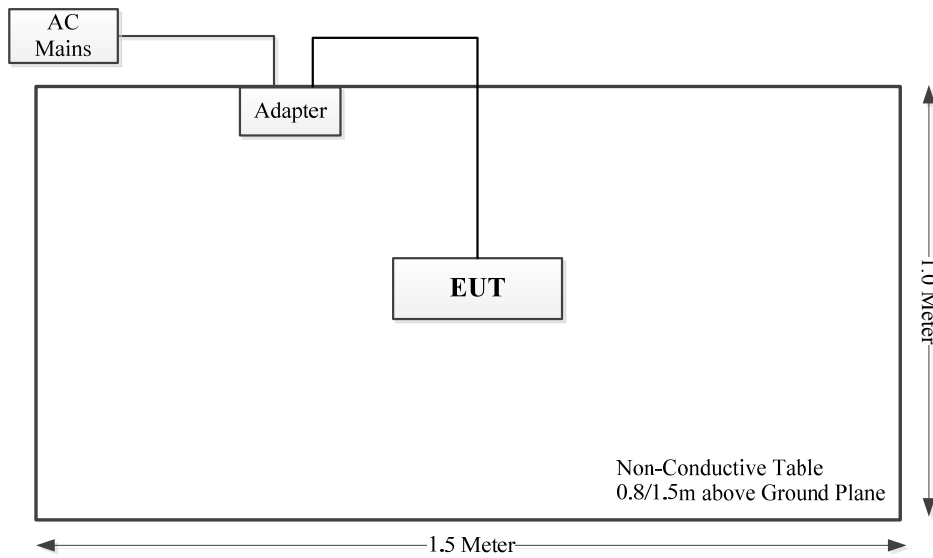 AC
Mains
Adapter
EUT
1.0 Meter
Non-Conductive Table
0.8/1.5m above Ground Plane
1.5 Meter